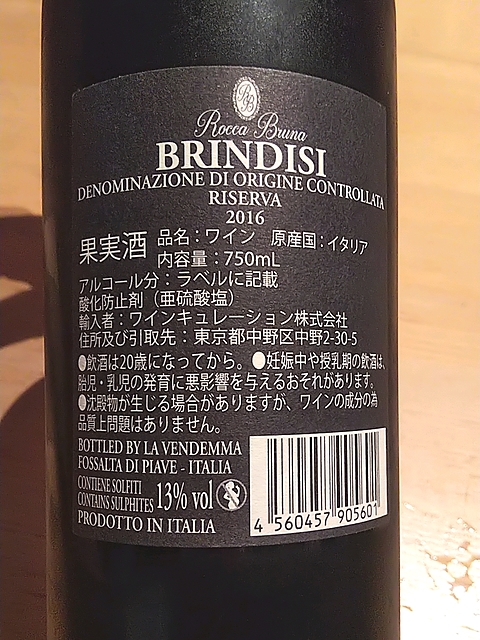 RB
Rocca Bruna
BRINDISI
DENOMINAZIONE DI ORIGINE CONTROLLATA
RISERVA
2016
果実酒 品名：ワイン 原産国：イタリア
内容量：750mL
アルコール分：ラベルに記載
酸化防止剤（亜硫酸塩）
輸入者：ワインキュレーション株式会社
住所及び引取先：東京都中野区中野2-30-5
●飲酒は20歳になってから。●妊娠中や授乳期の飲酒は、
胎児・乳児の発育に悪影響を与えるおそれがあります。
●沈殿物が生じる場合がありますが、ワインの成分の為
品質上問題はありません。
BOTTLED BY LA VENDEMMA
FOSSALTA DI PIAVE - ITALIA
CONTIENE SOLFITI
CONTAINS SULPHITES 13% vol
PRODOTTO IN ITALIA
4 560457 905601